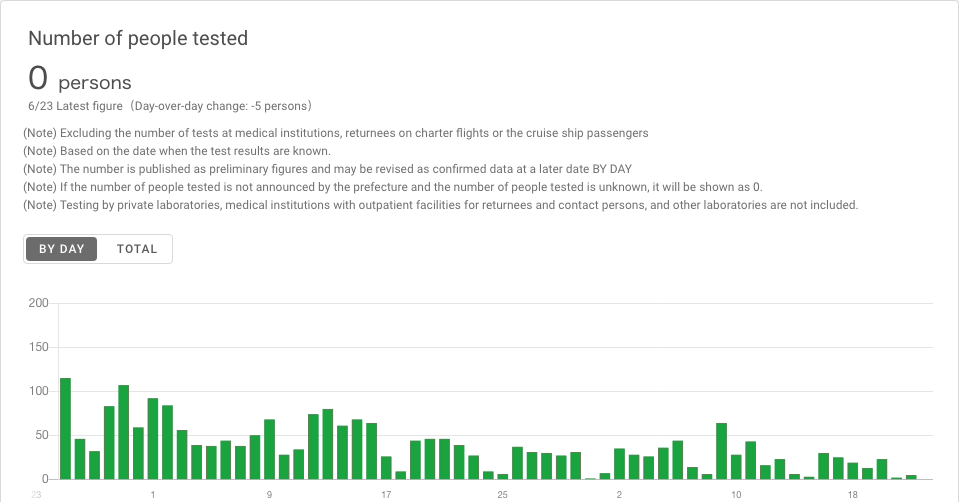 Number of people tested
0 persons
6/23 Latest figure（Day-over-day change: -5 persons）
(Note) Excluding the number of tests at medical institutions, returnees on charter flights or the cruise ship passengers
(Note) Based on the date when the test results are known.
(Note) The number is published as preliminary figures and may be revised as confirmed data at a later date BY DAY
(Note) If the number of people tested is not announced by the prefecture and the number of people tested is unknown, it will be shown as 0.
(Note) Testing by private laboratories, medical institutions with outpatient facilities for returnees and contact persons, and other laboratories are not included.
BY DAY TOTAL
200
150
100
50
0
23 1 9 17 25 2 10 18